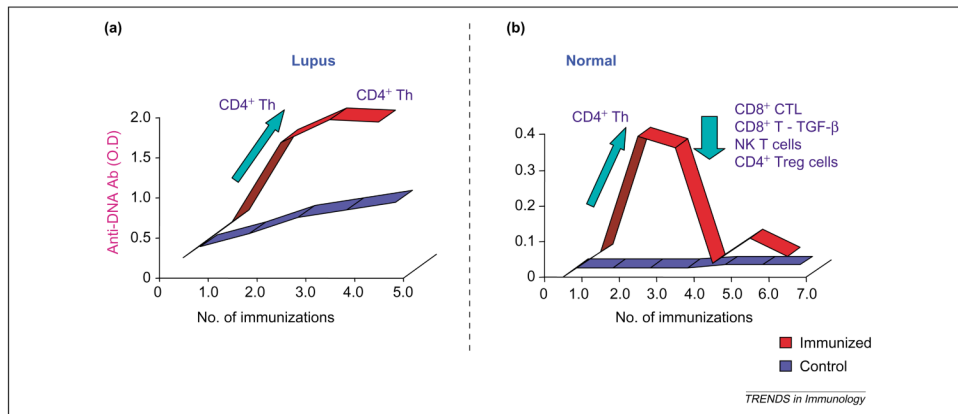 (a)
Lupus
CD4+ Th
CD4+ Th
Anti-DNA Ab (O.D)
2.0
1.5
1.0
0.5
0
1.0
2.0
3.0
4.0
5.0
No. of immunizations
(b)
Normal
CD4+ Th
CD8+ CTL
CD8+ T - TGF-β
NK T cells
CD4+ Treg cells
0.4
0.3
0.2
0.1
0
0
1.0
2.0
3.0
4.0
5.0
6.0
7.0
No. of immunizations
Immunized
Control
TRENDS in Immunology